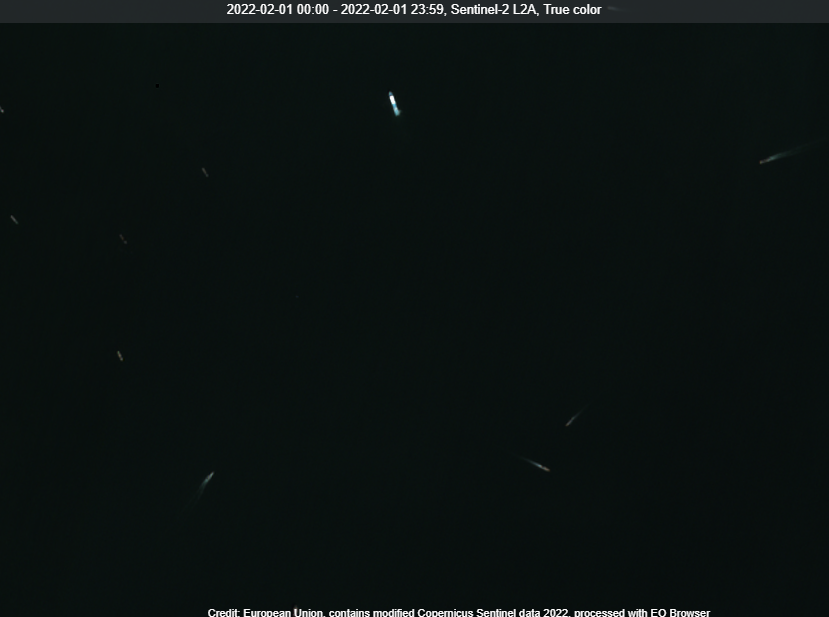 2022-02-01 00:00 - 2022-02-01 23:59, Sentinel-2 L2A, True color
Credit: European Union, contains modified Copernicus Sentinel data 2022, processed with EO Browser